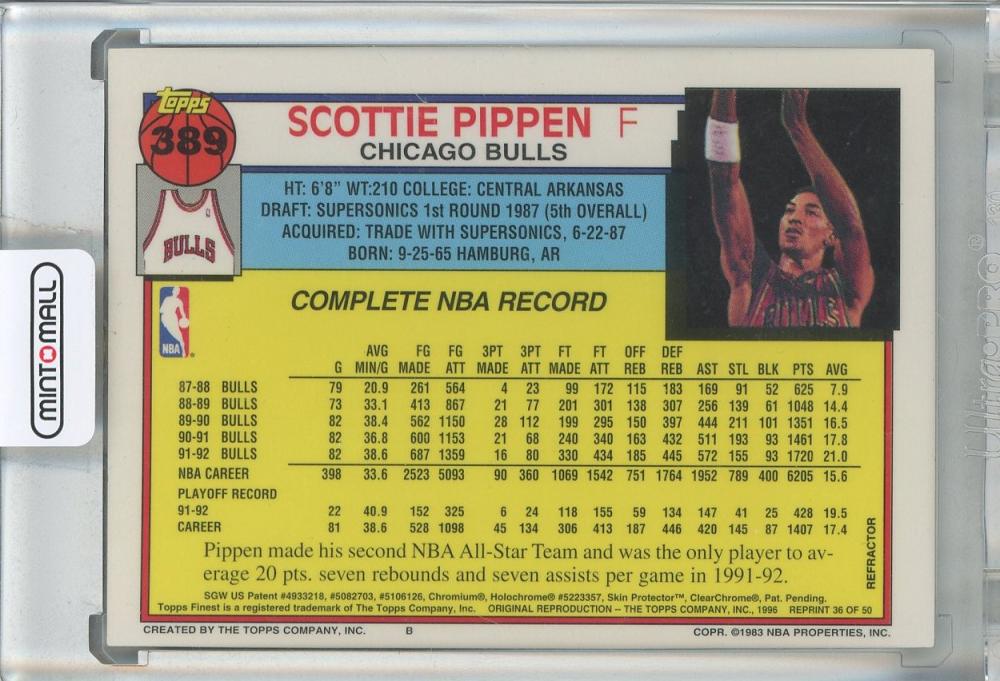 Topps
389
SCOTTIE PIPPEN F
CHICAGO BULLS
BULLS
HT: 6'8" WT:210 COLLEGE: CENTRAL ARKANSAS
DRAFT: SUPERSONICS 1st ROUND 1987 (5th OVERALL)
ACQUIRED: TRADE WITH SUPERSONICS, 6-22-87
BORN: 9-25-65 HAMBURG, AR
NBA
COMPLETE NBA RECORD
AVG FG FG 3PT 3PT FT FT OFF DEF
G MIN/G MADE ATT MADE ATT MADE ATT REB REB AST STL BLK PTS AVG
87-88 BULLS 79 20.9 261 564 4 23 99 172 115 183 169 91 52 625 7.9
88-89 BULLS 73 33.1 413 867 21 77 201 301 138 307 256 139 61 1048 14.4
89-90 BULLS 82 38.4 562 1150 28 112 199 295 150 397 444 211 101 1351 16.5
90-91 BULLS 82 36.8 600 1153 21 68 240 340 163 432 511 193 93 1461 17.8
91-92 BULLS 82 38.6 687 1359 16 80 330 434 185 445 572 155 93 1720 21.0
NBA CAREER 398 33.6 2523 5093 90 360 1069 1542 751 1764 1952 789 400 6205 15.6
PLAYOFF RECORD
91-92 22 40.9 152 325 6 24 118 155 59 134 147 41 25 428 19.5
CAREER 81 38.6 528 1098 45 134 306 413 187 446 420 145 87 1407 17.4
Pippen made his second NBA All-Star Team and was the only player to av-
erage 20 pts. seven rebounds and seven assists per game in 1991-92.
REFRACTOR
SGW US Patent #4933218, #5082703, #5106126, Chromium®, Holochrome® #5223357, Skin Protector™, ClearChrome®, Pat. Pending.
Topps Finest is a registered trademark of The Topps Company, Inc. ORIGINAL REPRODUCTION – THE TOPPS COMPANY, INC., 1996 REPRINT 36 OF 50
CREATED BY THE TOPPS COMPANY, INC. B COPR. ©1983 NBA PROPERTIES, INC.
MINTOMALL
UltraPRO®